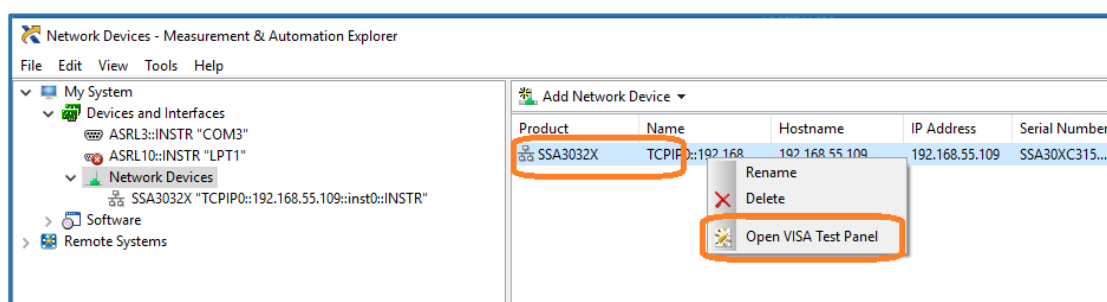 Network Devices - Measurement & Automation Explorer
File Edit View Tools Help
My System
Devices and Interfaces
ASRL3::INSTR "COM3"
ASRL10::INSTR "LPT1"
Network Devices
SSA3032X "TCPIP0::192.168.55.109::inst0::INSTR"
Software
Remote Systems
Add Network Device
Product Name Hostname IP Address Serial Number
SSA3032X TCPIP0::192.168 192.168.55.109 192.168.55.109 SSA30XC315...
Rename
Delete
Open VISA Test Panel